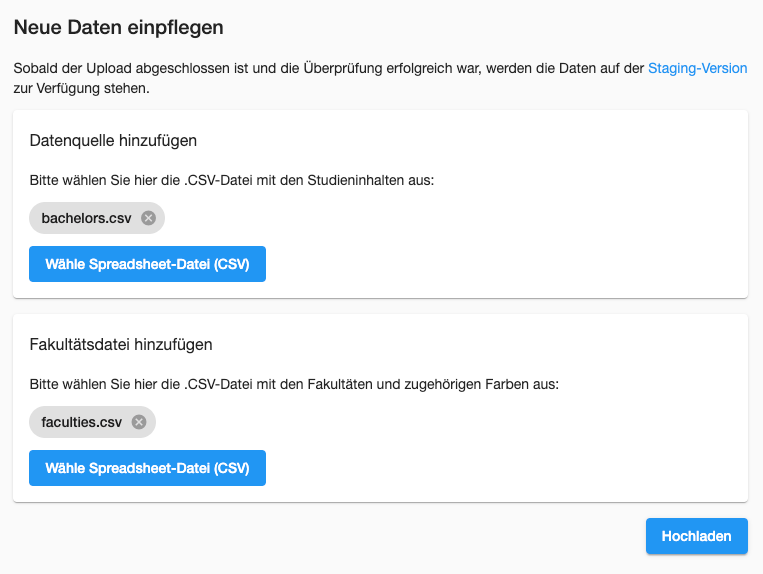 Neue Daten einpflegen
Sobald der Upload abgeschlossen ist und die Überprüfung erfolgreich war, werden die Daten auf der Staging-Version
zur Verfügung stehen.
Datenquelle hinzufügen
Bitte wählen Sie hier die .CSV-Datei mit den Studieninhalten aus:
bachelors.csv
Wähle Spreadsheet-Datei (CSV)
Fakultätsdatei hinzufügen
Bitte wählen Sie hier die .CSV-Datei mit den Fakultäten und zugehörigen Farben aus:
faculties.csv
Wähle Spreadsheet-Datei (CSV)
Hochladen